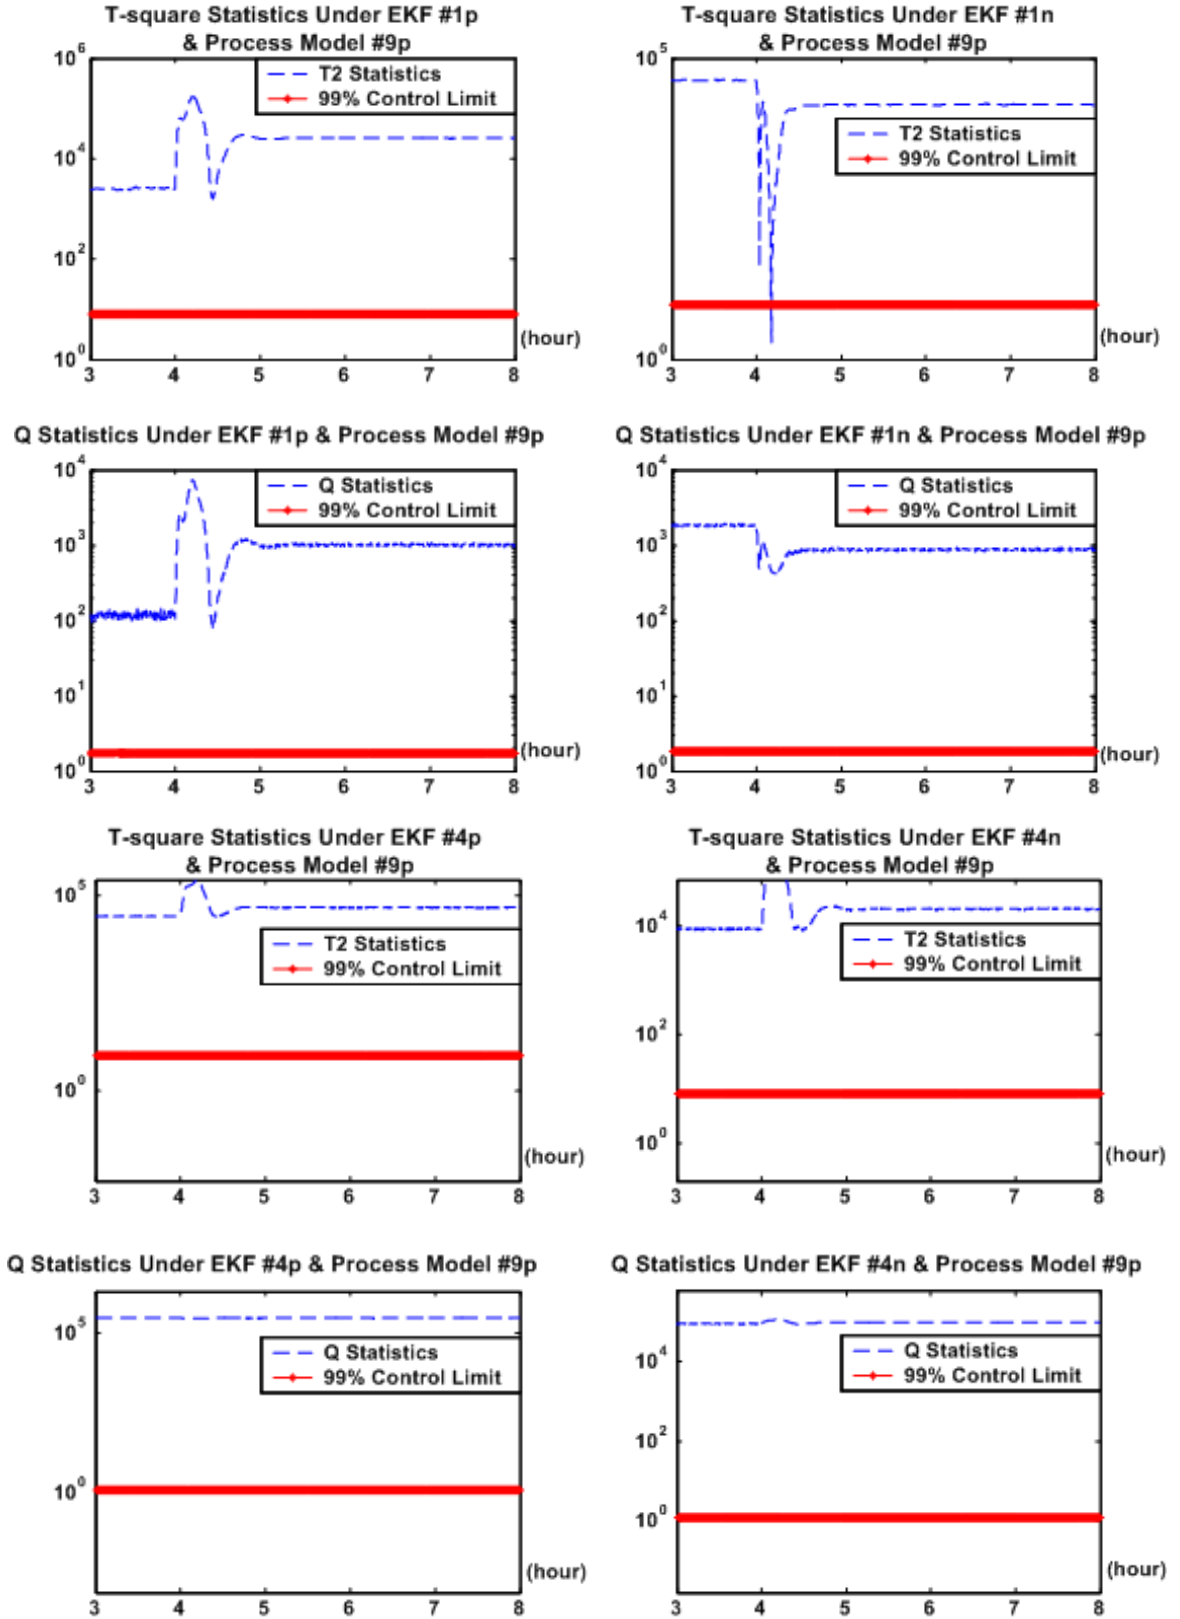 T-square Statistics Under EKF #1p
& Process Model #9p
10^6
10^4
10^2
10^0
T2 Statistics
99% Control Limit
(hour)
3 4 5 6 7 8
T-square Statistics Under EKF #1n
& Process Model #9p
10^5
10^0
T2 Statistics
99% Control Limit
(hour)
3 4 5 6 7 8
Q Statistics Under EKF #1p & Process Model #9p
10^4
10^3
10^2
10^1
10^0
Q Statistics
99% Control Limit
(hour)
3 4 5 6 7 8
Q Statistics Under EKF #1n & Process Model #9p
10^4
10^3
10^2
10^1
10^0
Q Statistics
99% Control Limit
(hour)
3 4 5 6 7 8
T-square Statistics Under EKF #4p
& Process Model #9p
10^5
10^0
T2 Statistics
99% Control Limit
(hour)
3 4 5 6 7 8
T-square Statistics Under EKF #4n
& Process Model #9p
10^4
10^2
10^0
T2 Statistics
99% Control Limit
(hour)
3 4 5 6 7 8
Q Statistics Under EKF #4p & Process Model #9p
10^5
10^0
Q Statistics
99% Control Limit
(hour)
3 4 5 6 7 8
Q Statistics Under EKF #4n & Process Model #9p
10^4
10^2
10^0
Q Statistics
99% Control Limit
(hour)
3 4 5 6 7 8